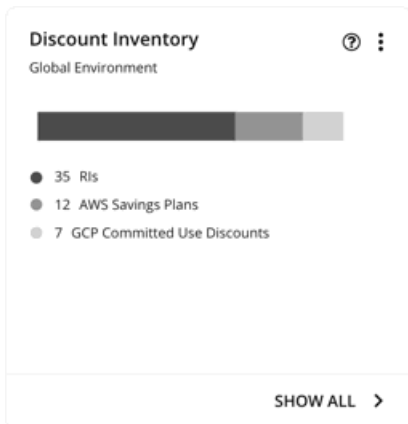 Discount Inventory
Global Environment
35 RIs
12 AWS Savings Plans
7 GCP Committed Use Discounts
SHOW ALL